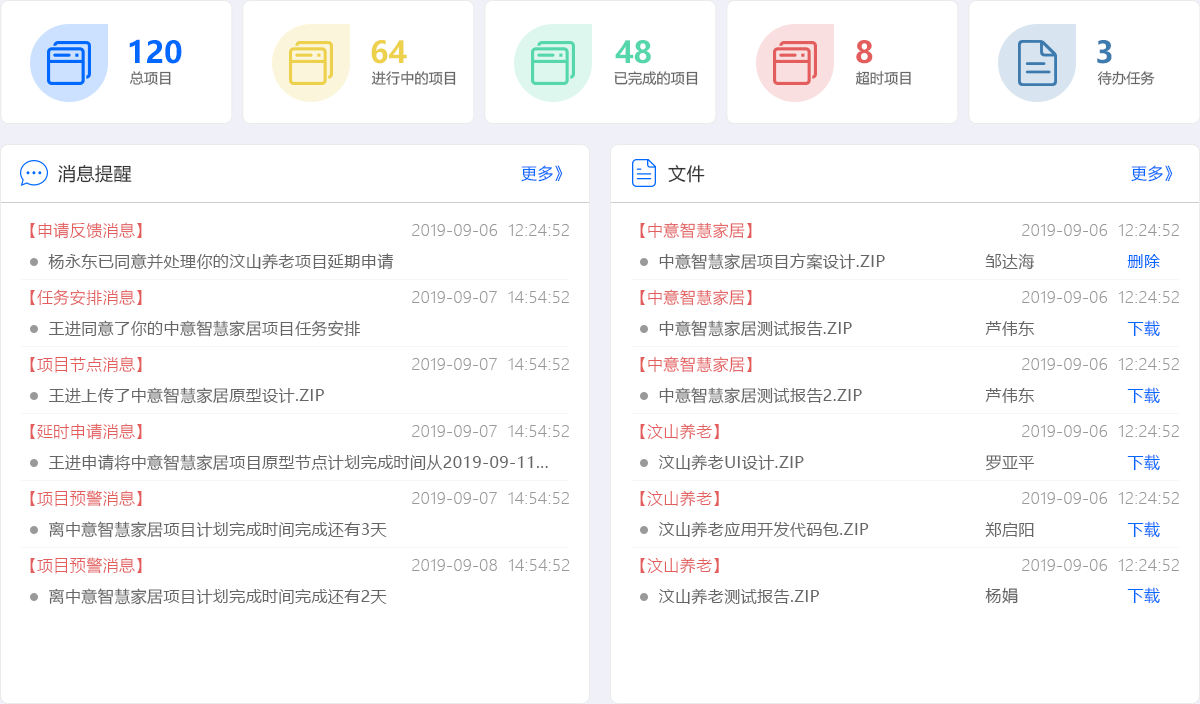 120
总项目
64
进行中的项目
48
已完成的项目
8
超时项目
3
待办任务
消息提醒 更多》
【申请反馈消息】 2019-09-06 12:24:52
杨永东已同意并处理你的汶山养老项目延期申请
【任务安排消息】 2019-09-07 14:54:52
王进同意了你的中意智慧家居项目任务安排
【项目节点消息】 2019-09-07 14:54:52
王进上传了中意智慧家居原型设计.ZIP
【延时申请消息】 2019-09-07 14:54:52
王进申请将中意智慧家居项目原型节点计划完成时间从2019-09-11...
【项目预警消息】 2019-09-07 14:54:52
离中意智慧家居项目计划完成时间完成还有3天
【项目预警消息】 2019-09-08 14:54:52
离中意智慧家居项目计划完成时间完成还有2天
文件 更多》
【中意智慧家居】 2019-09-06 12:24:52
中意智慧家居项目方案设计.ZIP 邹达海 删除
【中意智慧家居】 2019-09-06 12:24:52
中意智慧家居测试报告.ZIP 芦伟东 下载
【中意智慧家居】 2019-09-06 12:24:52
中意智慧家居测试报告2.ZIP 芦伟东 下载
【汶山养老】 2019-09-06 12:24:52
汶山养老UI设计.ZIP 罗亚平 下载
【汶山养老】 2019-09-06 12:24:52
汶山养老应用开发代码包.ZIP 郑启阳 下载
【汶山养老】 2019-09-06 12:24:52
汶山养老测试报告.ZIP 杨娟 下载